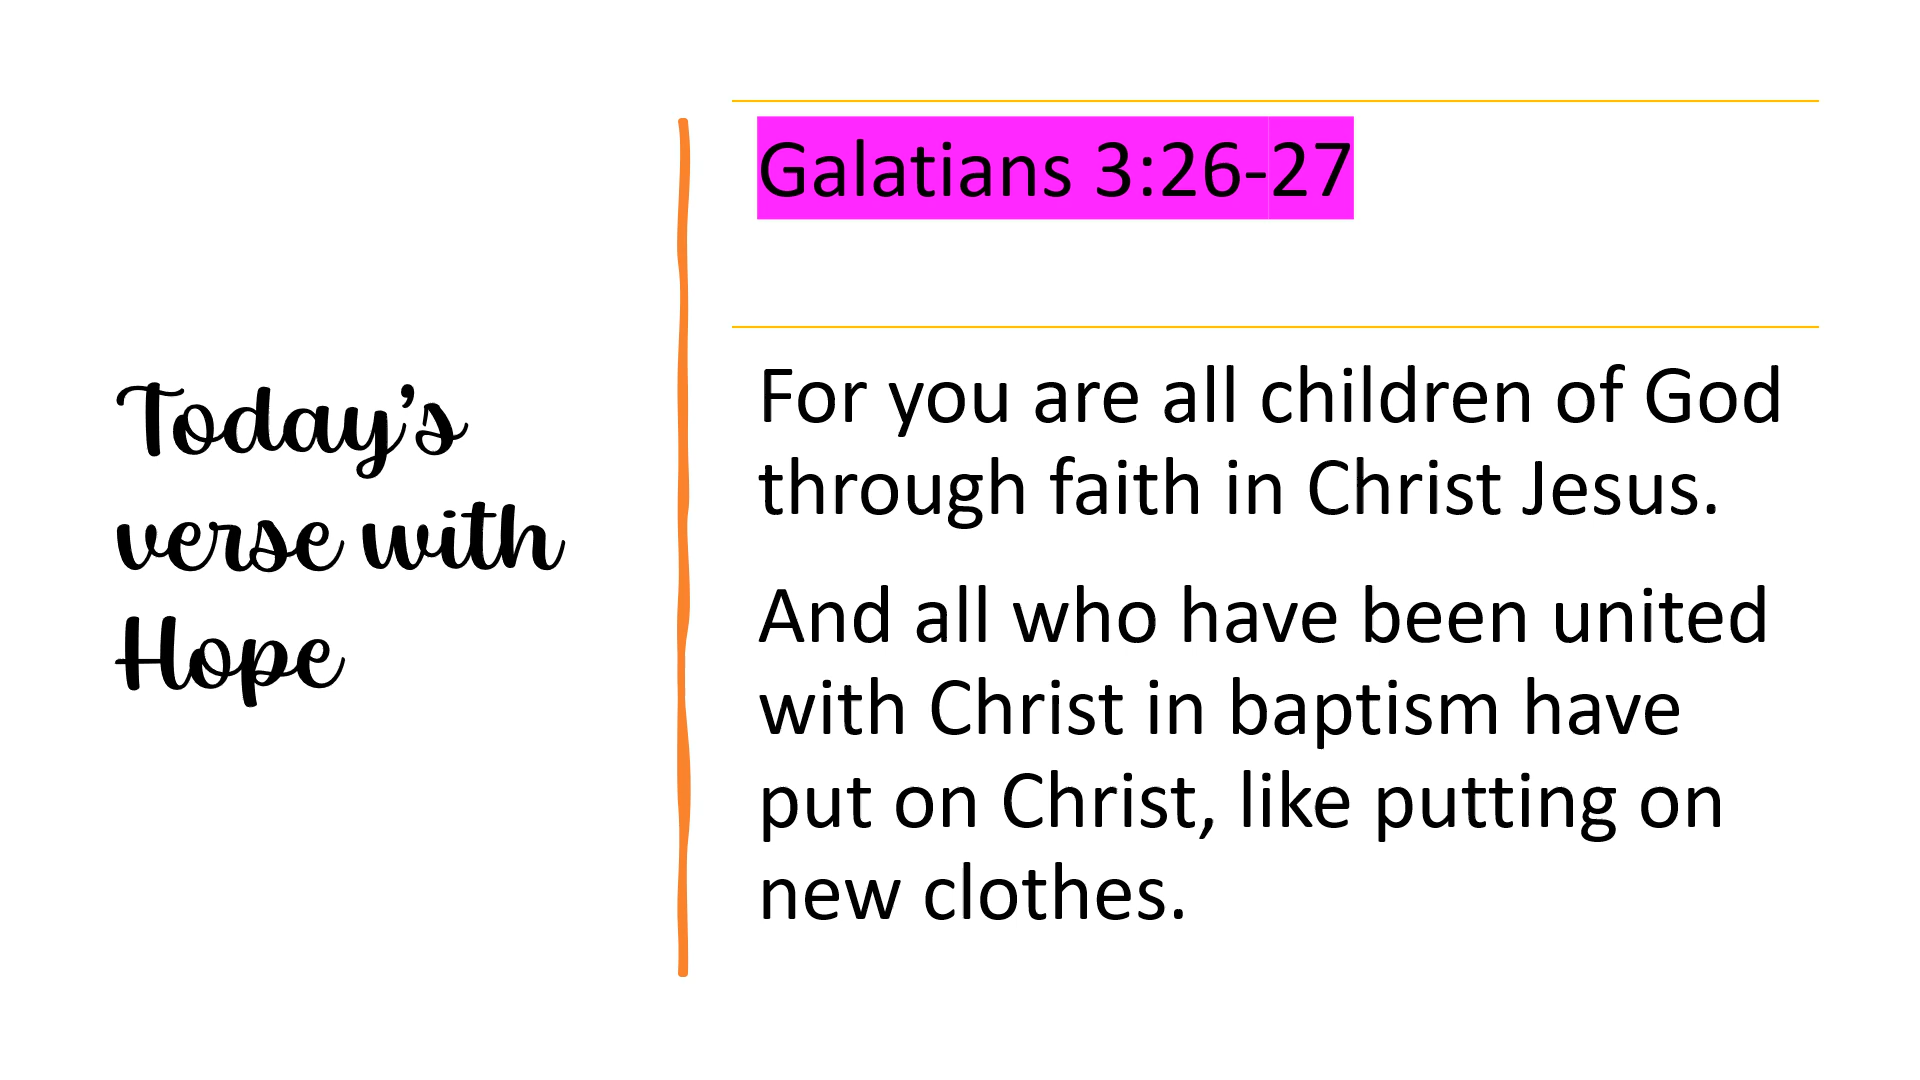 Today’s
verse with
Hope
Galatians 3:26-27
For you are all children of God
through faith in Christ Jesus.
And all who have been united
with Christ in baptism have
put on Christ, like putting on
new clothes.